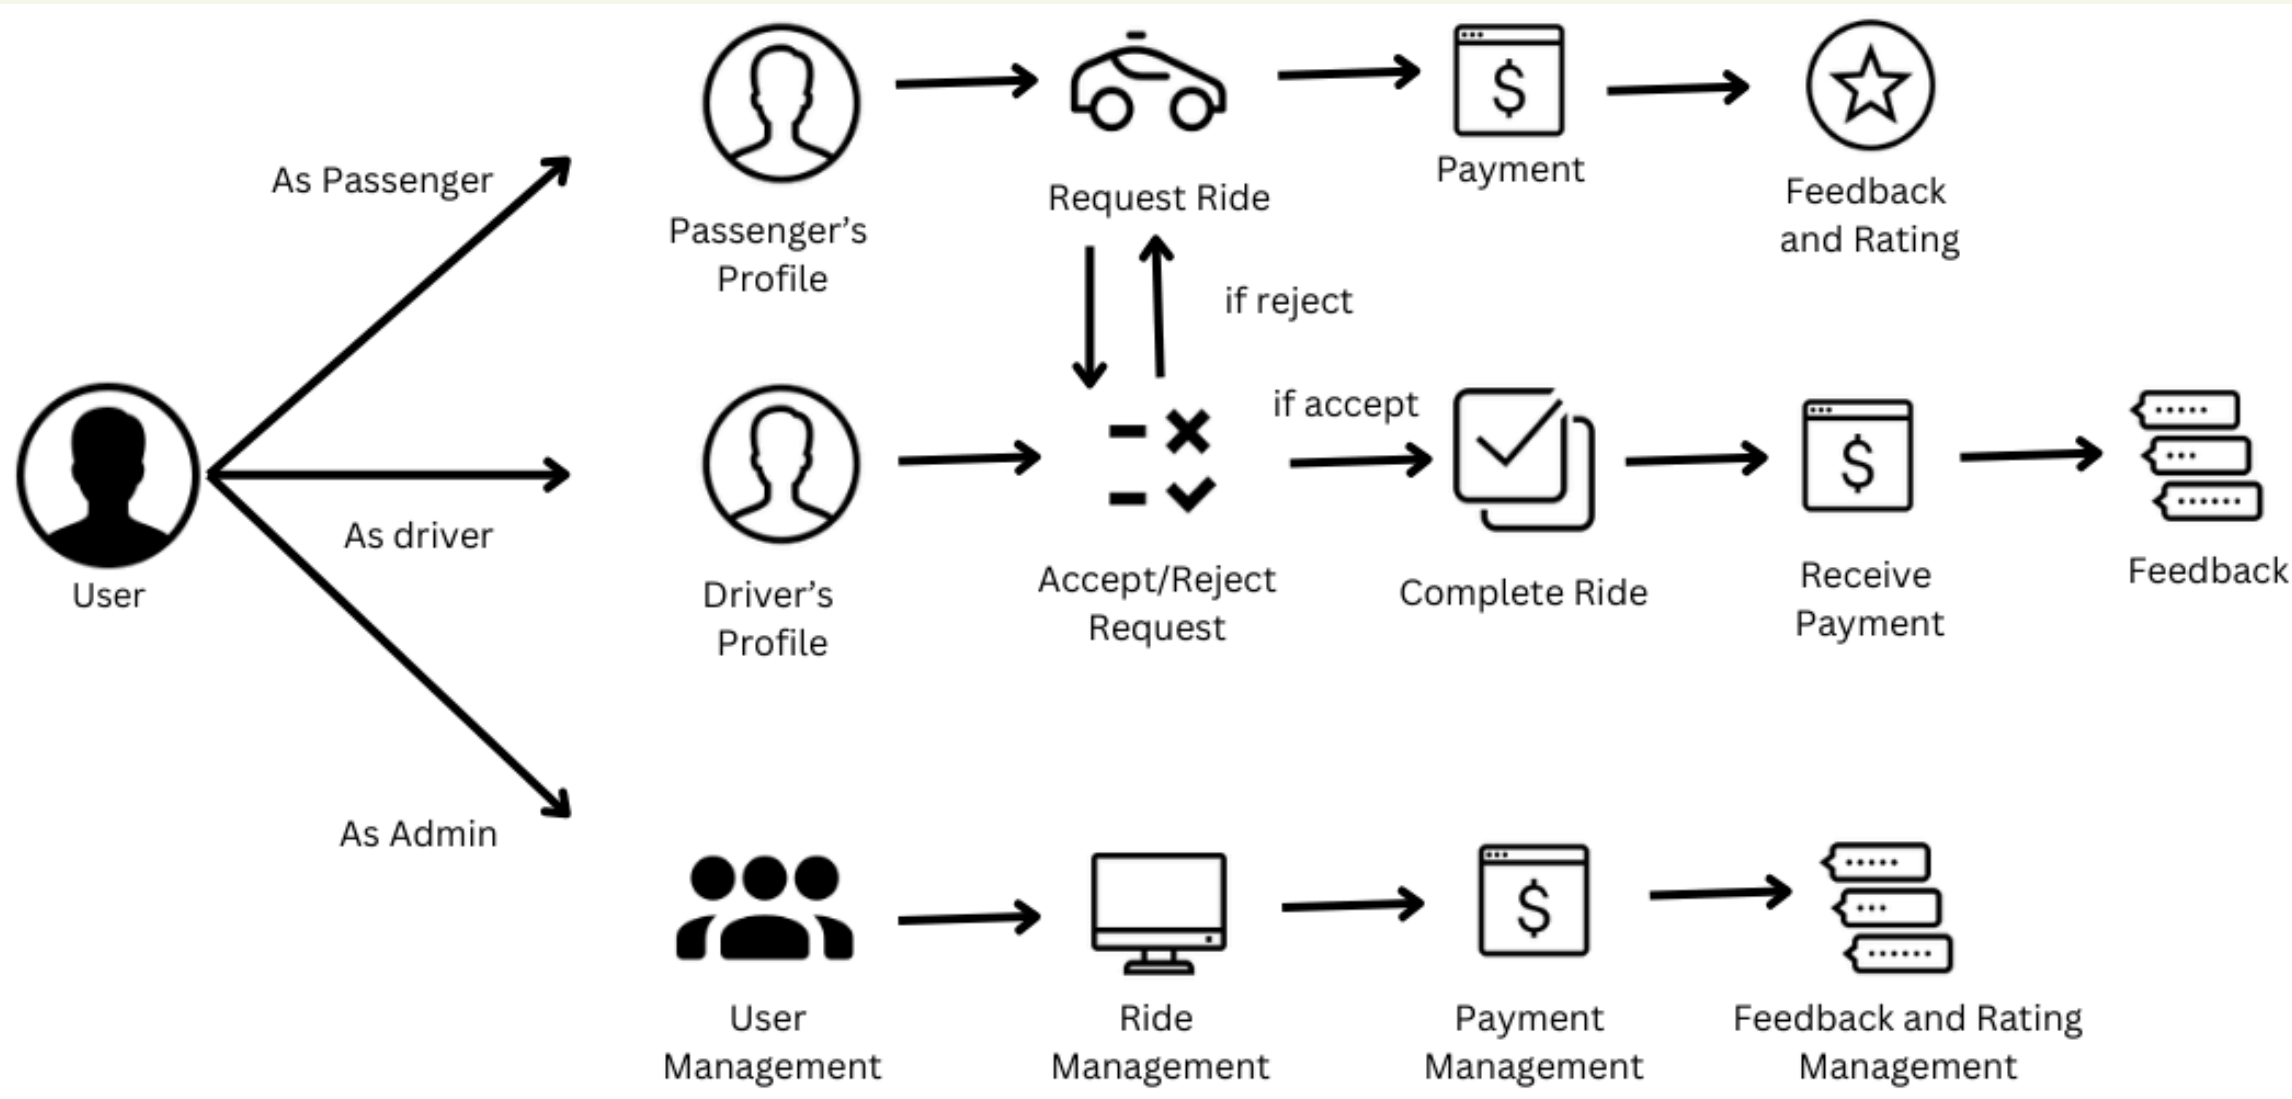 As Passenger
Passenger's
Profile
Request Ride
Payment
Feedback
and Rating
if reject
if accept
User
As driver
Driver's
Profile
Accept/Reject
Request
Complete Ride
Receive
Payment
Feedback
As Admin
User
Management
Ride
Management
Payment
Management
Feedback and Rating
Management